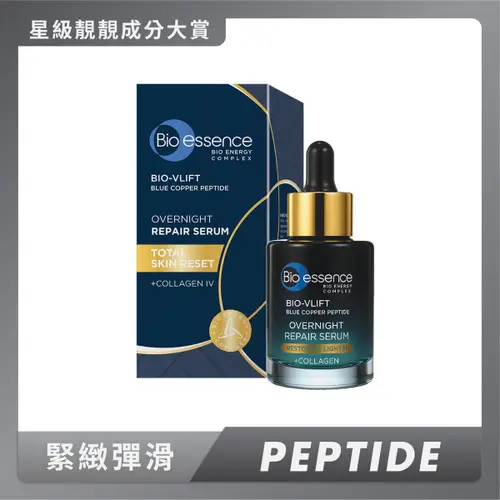 星級靚靚成分大賞
Bio essence
BIO ENERGY
COMPLEX
BIO-VLIFT
BLUE COPPER PEPTIDE
OVERNIGHT
REPAIR SERUM
TOTAL
SKIN RESET
+COLLAGEN IV
Bio essence
BIO ENERGY
COMPLEX
BIO-VLIFT
BLUE COPPER PEPTIDE
OVERNIGHT
REPAIR SERUM
+COLLAGEN
緊緻彈滑
PEPTIDE